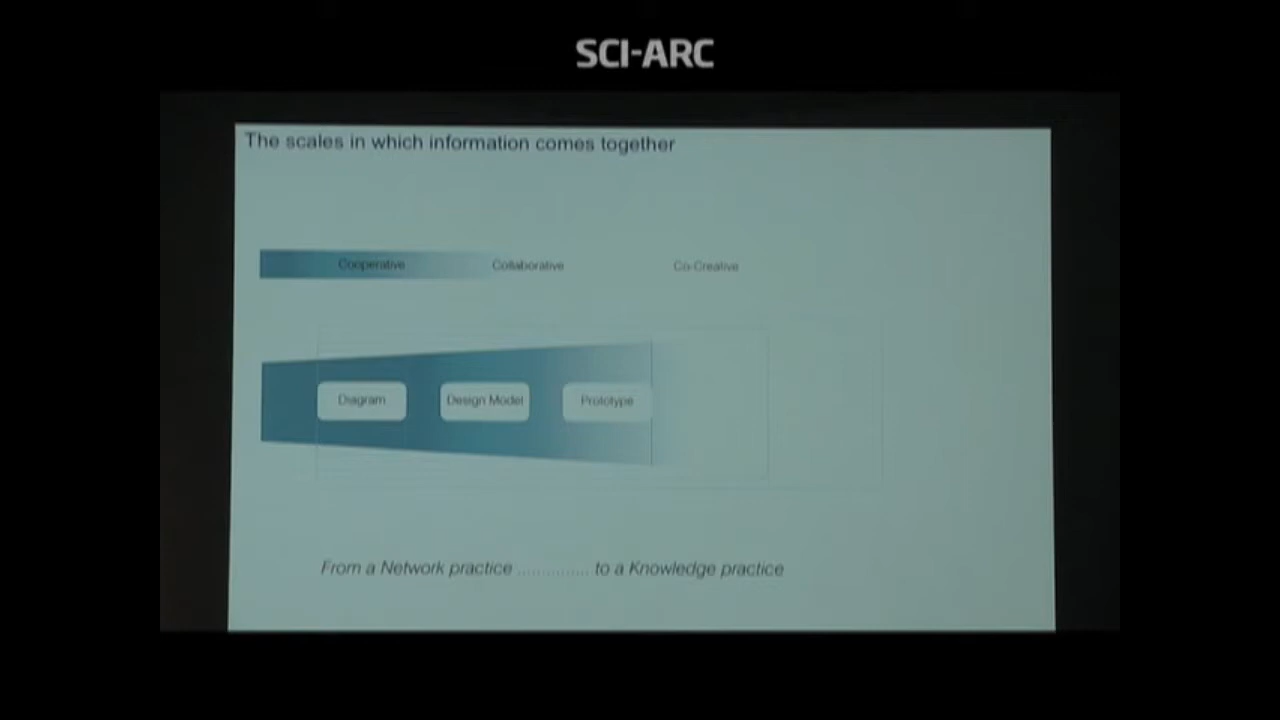 SCI-ARC
The scales in which information comes together
Cooperative Collaborative Co-Creative
Diagram Design Model Prototype
From a Network practice .............. to a Knowledge practice